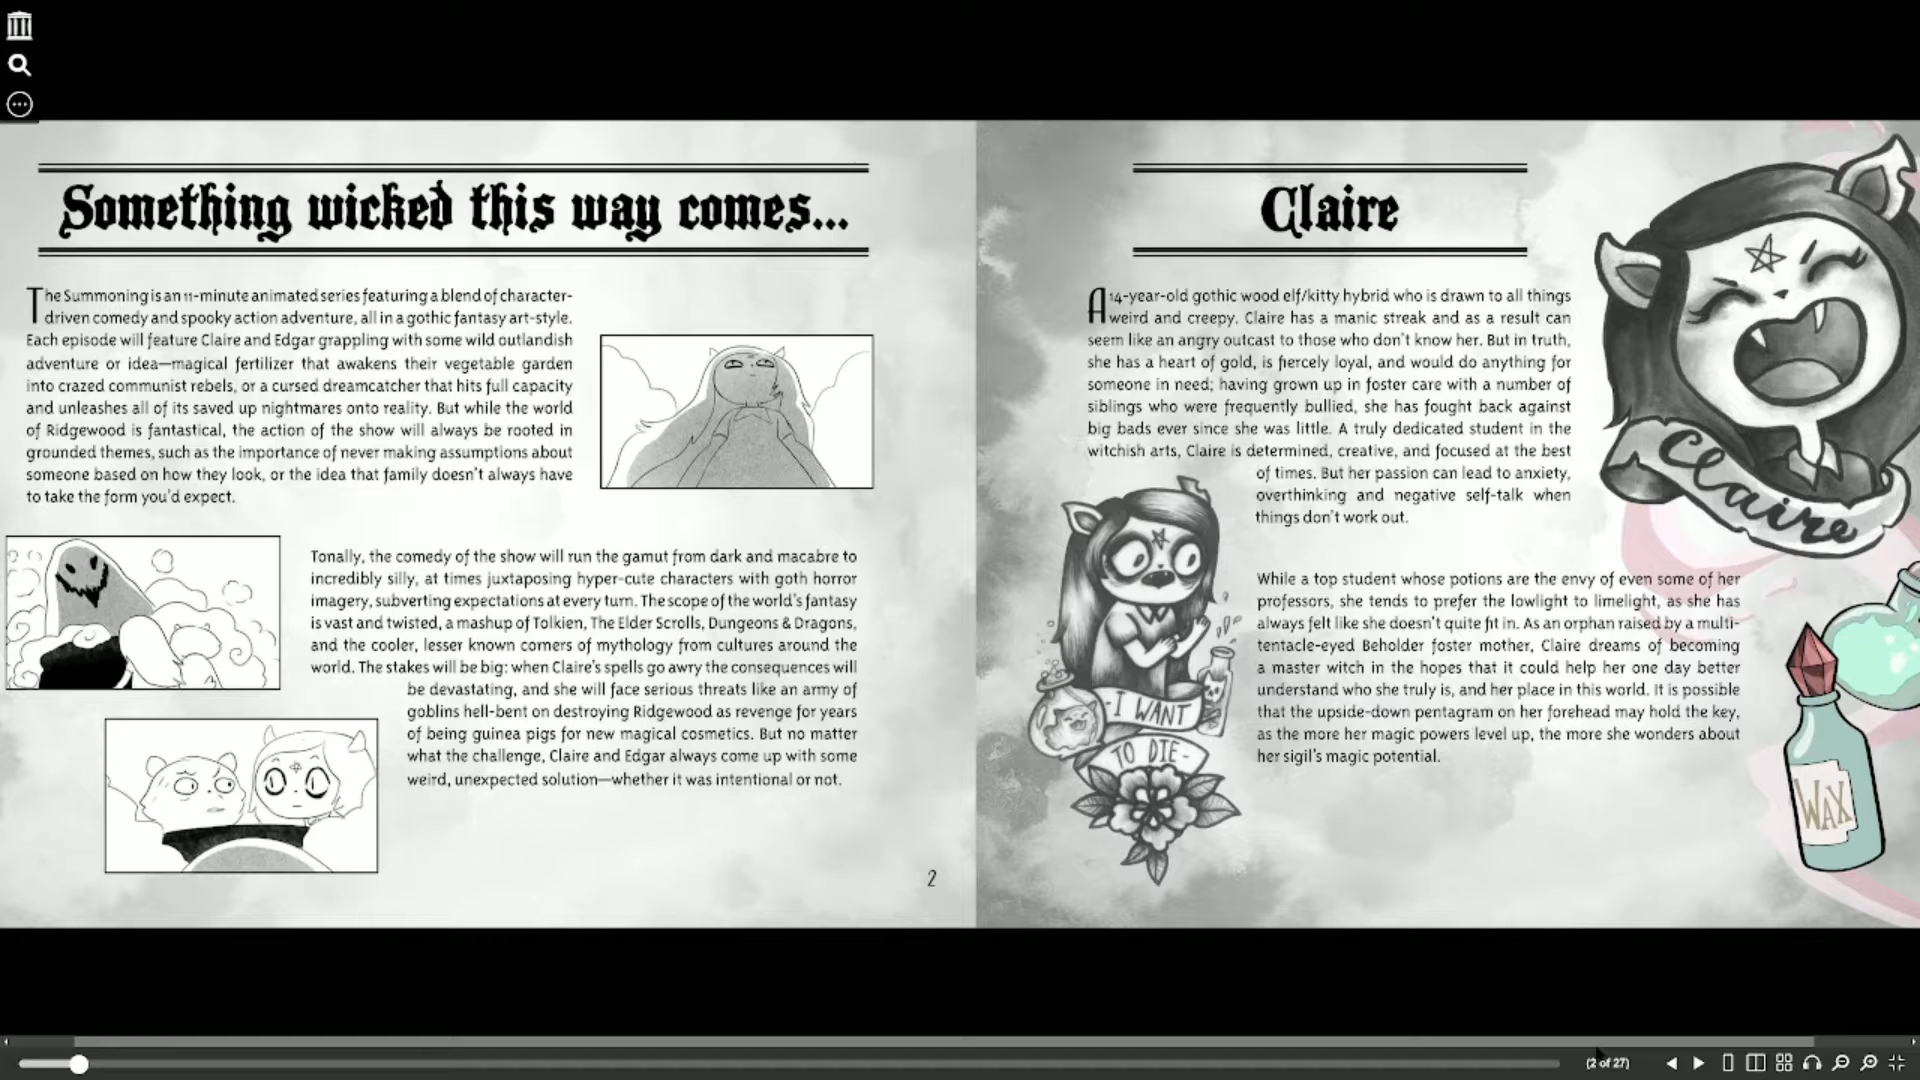 Something wicked this way comes...
The Summoning is an 11-minute animated series featuring a blend of character-
driven comedy and spooky action adventure, all in a gothic fantasy art-style.
Each episode will feature Claire and Edgar grappling with some wild outlandish
adventure or idea—magical fertilizer that awakens their vegetable garden
into crazed communist rebels, or a cursed dreamcatcher that hits full capacity
and unleashes all of its saved up nightmares onto reality. But while the world
of Ridgewood is fantastical, the action of the show will always be rooted in
grounded themes, such as the importance of never making assumptions about
someone based on how they look, or the idea that family doesn't always have
to take the form you'd expect.
Tonally, the comedy of the show will run the gamut from dark and macabre to
incredibly silly, at times juxtaposing hyper-cute characters with goth horror
imagery, subverting expectations at every turn. The scope of the world's fantasy
is vast and twisted, a mashup of Tolkien, The Elder Scrolls, Dungeons & Dragons,
and the cooler, lesser known corners of mythology from cultures around the
world. The stakes will be big: when Claire's spells go awry the consequences will
be devastating, and she will face serious threats like an army of
goblins hell-bent on destroying Ridgewood as revenge for years
of being guinea pigs for new magical cosmetics. But no matter
what the challenge, Claire and Edgar always come up with some
weird, unexpected solution—whether it was intentional or not.
2
Claire
A 14-year-old gothic wood elf/kitty hybrid who is drawn to all things
weird and creepy. Claire has a manic streak and as a result can
seem like an angry outcast to those who don't know her. But in truth,
she has a heart of gold, is fiercely loyal, and would do anything for
someone in need; having grown up in foster care with a number of
siblings who were frequently bullied, she has fought back against
big bads ever since she was little. A truly dedicated student in the
witchish arts, Claire is determined, creative, and focused at the best
of times. But her passion can lead to anxiety,
overthinking and negative self-talk when
things don't work out.
While a top student whose potions are the envy of even some of her
professors, she tends to prefer the lowlight to limelight, as she has
always felt like she doesn't quite fit in. As an orphan raised by a multi-
tentacle-eyed Beholder foster mother, Claire dreams of becoming
a master witch in the hopes that it could help her one day better
understand who she truly is, and her place in this world. It is possible
that the upside-down pentagram on her forehead may hold the key,
as the more her magic powers level up, the more she wonders about
her sigil's magic potential.
Claire
-I WANT
TO DIE-
WAX
(2 of 27)